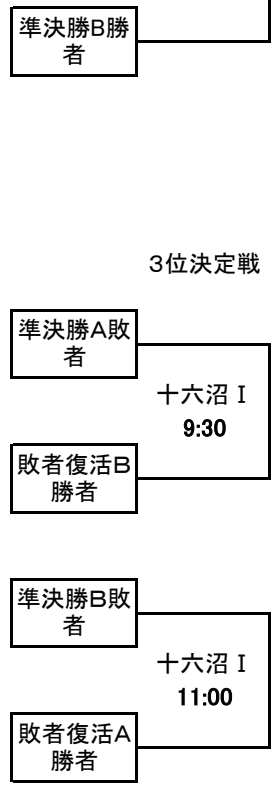 準決勝B勝
者
3位決定戦
準決勝A敗
者
十六沼Ⅰ
9:30
敗者復活B
勝者
準決勝B敗
者
十六沼Ⅰ
11:00
敗者復活A
勝者